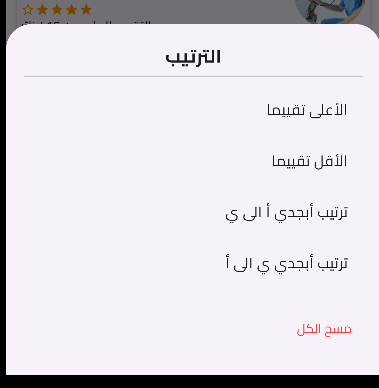 الترتيب
الأعلى تقييما
الأقل تقييما
ترتيب أبجدي أ الى ي
ترتيب أبجدي ي الى أ
مسح الكل